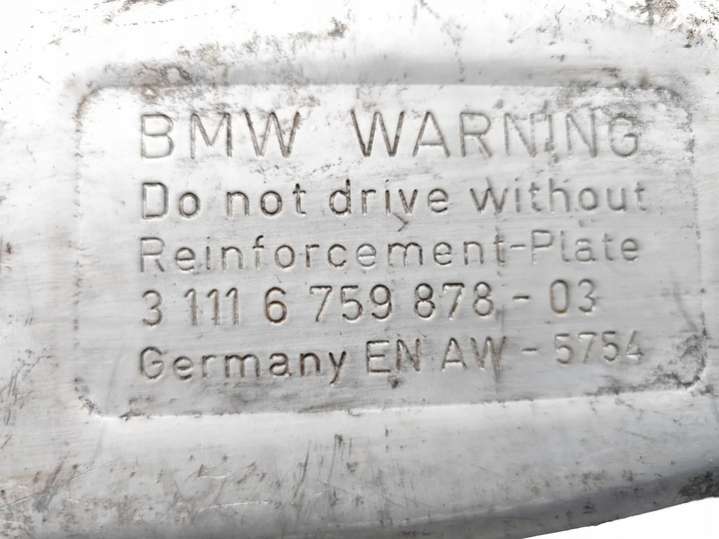 BMW WARNING
Do not drive without
Reinforcement-Plate
3 111 6 759 878 - 03
Germany EN AW - 5754